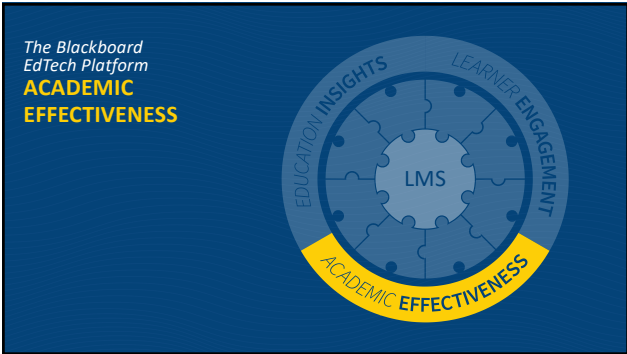 The Blackboard
EdTech Platform
ACADEMIC
EFFECTIVENESS
EDUCATION INSIGHTS
LEARNER ENGAGEMENT
LMS
ACADEMIC EFFECTIVENESS